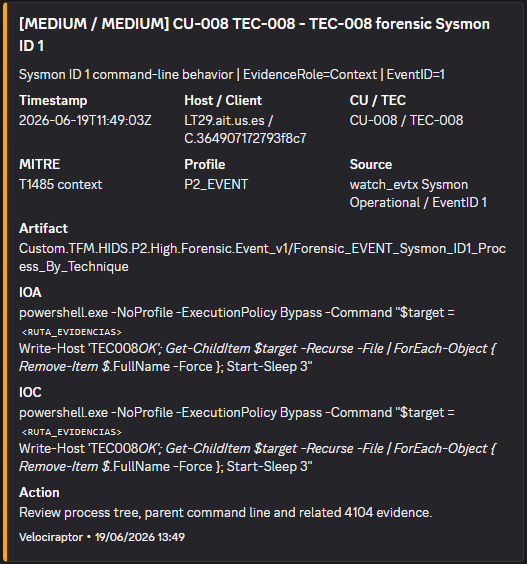 [MEDIUM / MEDIUM] CU-008 TEC-008 - TEC-008 forensic Sysmon
ID 1
Sysmon ID 1 command-line behavior | EvidenceRole=Context | EventID=1
Timestamp Host / Client CU / TEC
2026-06-19T11:49:03Z LT29.ait.us.es / CU-008 / TEC-008
C.364907172793f8c7
MITRE Profile Source
T1485 context P2_EVENT watch_evtx Sysmon
Operational / EventID 1
Artifact
Custom.TFM.HIDS.P2.High.Forensic.Event_v1/Forensic_EVENT_Sysmon_ID1_Proc
ess_By_Technique
IOA
powershell.exe -NoProfile -ExecutionPolicy Bypass -Command "$target =
<RUTA_EVIDENCIAS>
Write-Host 'TEC008OK'; Get-ChildItem $target -Recurse -File | ForEach-Object {
Remove-Item $.FullName -Force }; Start-Sleep 3"
IOC
powershell.exe -NoProfile -ExecutionPolicy Bypass -Command "$target =
<RUTA_EVIDENCIAS>
Write-Host 'TEC008OK'; Get-ChildItem $target -Recurse -File | ForEach-Object {
Remove-Item $.FullName -Force }; Start-Sleep 3"
Action
Review process tree, parent command line and related 4104 evidence.
Velociraptor • 19/06/2026 13:49